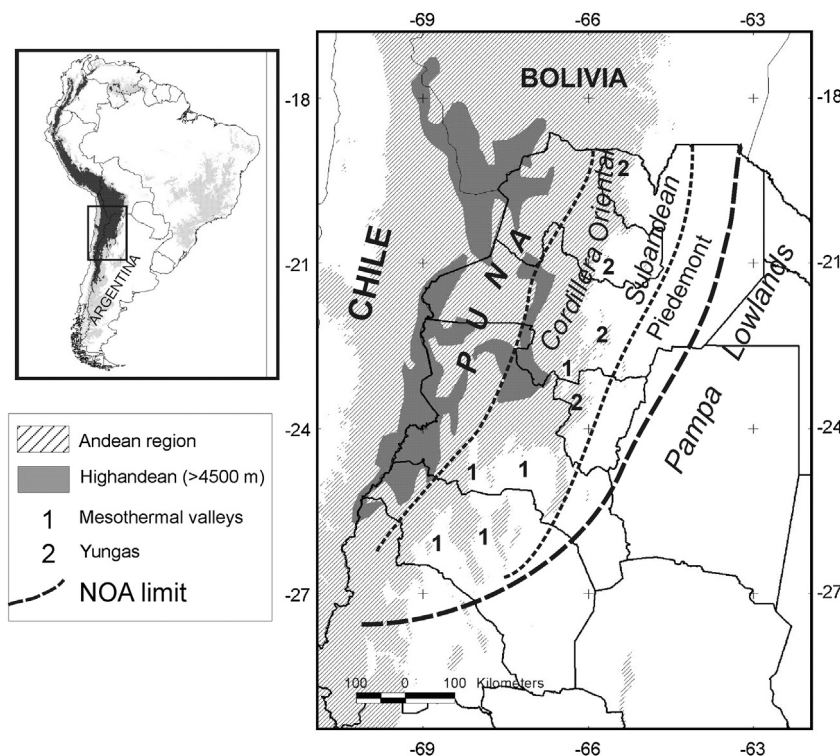 -69
-66
-63
BOLIVIA
-18
-18
ARGENTINA
CHILE
PUNA
Cordillera Oriental
Subandean
Piedemont
Lowlands
Pampa
2
-21
-21
2
2
1
2
-24
-24
1
1
1
1
-27
-27
Andean region
Highandean (>4500 m)
1 Mesothermal valleys
2 Yungas
NOA limit
100 0 100 Kilometers
-69
-66
-63